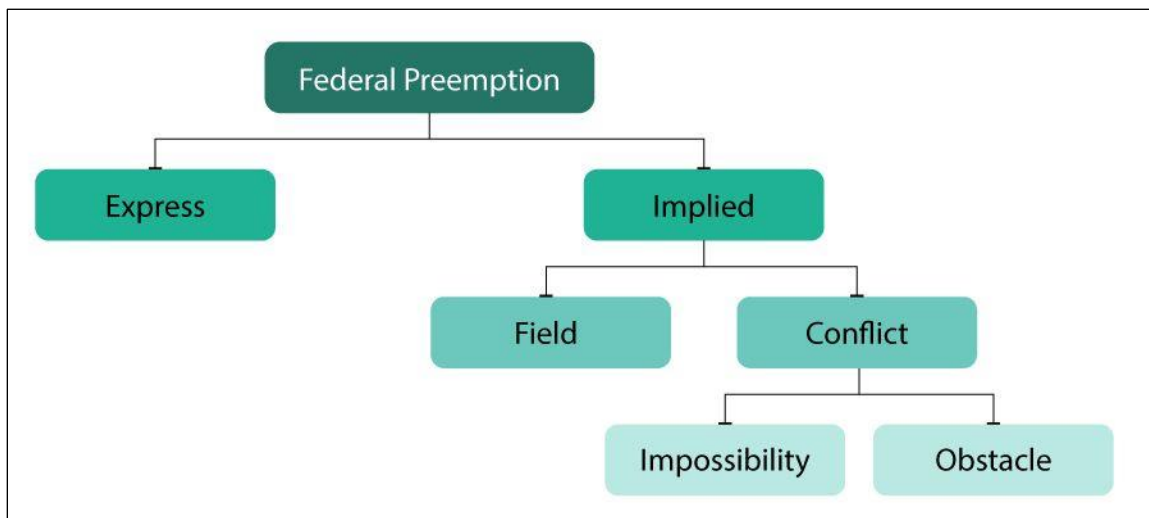 Federal Preemption
Express
Implied
Field
Conflict
Impossibility
Obstacle